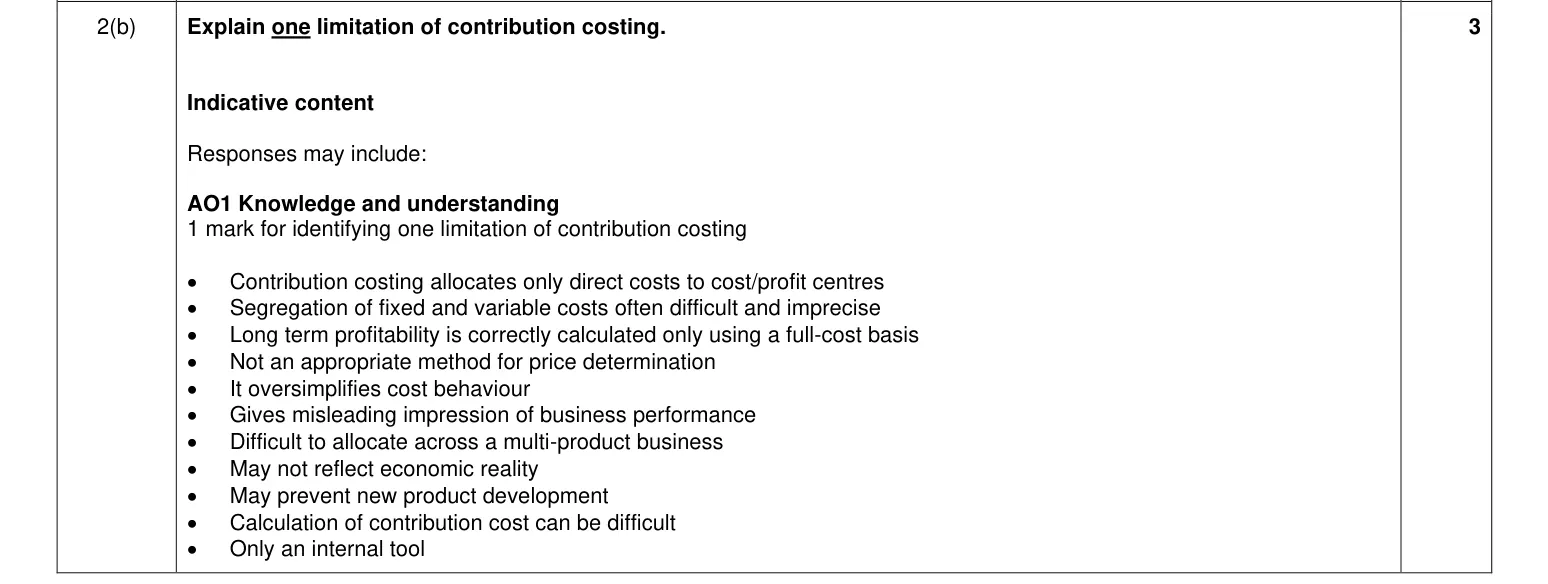 2(b) Explain one limitation of contribution costing. 3
Indicative content
Responses may include:
AO1 Knowledge and understanding
1 mark for identifying one limitation of contribution costing
• Contribution costing allocates only direct costs to cost/profit centres
• Segregation of fixed and variable costs often difficult and imprecise
• Long term profitability is correctly calculated only using a full-cost basis
• Not an appropriate method for price determination
• It oversimplifies cost behaviour
• Gives misleading impression of business performance
• Difficult to allocate across a multi-product business
• May not reflect economic reality
• May prevent new product development
• Calculation of contribution cost can be difficult
• Only an internal tool